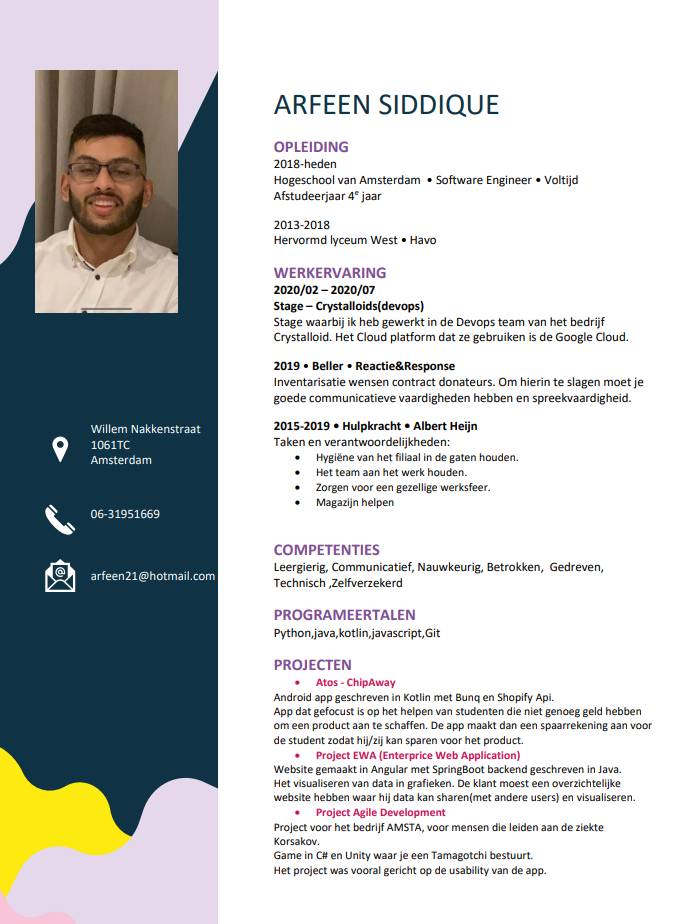 ARFEEN SIDDIQUE
OPLEIDING
2018-heden
Hogeschool van Amsterdam • Software Engineer • Voltijd
Afstudeerjaar 4e jaar
2013-2018
Hervormd lyceum West • Havo
WERKERVARING
2020/02 – 2020/07
Stage – Crystalloids(devops)
Stage waarbij ik heb gewerkt in de Devops team van het bedrijf
Crystalloid. Het Cloud platform dat ze gebruiken is de Google Cloud.
2019 • Beller • Reactie&Response
Inventarisatie wensen contract donateurs. Om hierin te slagen moet je
goede communicatieve vaardigheden hebben en spreekvaardigheid.
2015-2019 • Hulpkracht • Albert Heijn
Taken en verantwoordelijkheden:
• Hygiëne van het filiaal in de gaten houden.
• Het team aan het werk houden.
• Zorgen voor een gezellige werksfeer.
• Magazijn helpen
COMPETENTIES
Leergierig, Communicatief, Nauwkeurig, Betrokken, Gedreven,
Technisch ,Zelfverzekerd
PROGRAMEERTALEN
Python,java,kotlin,javascript,Git
PROJECTEN
• Atos - ChipAway
Android app geschreven in Kotlin met Bunq en Shopify Api.
App dat gefocust is op het helpen van studenten die niet genoeg geld hebben
om een product aan te schaffen. De app maakt dan een spaarrekening aan voor
de student zodat hij/zij kan sparen voor het product.
• Project EWA (Enterprice Web Application)
Website gemaakt in Angular met SpringBoot backend geschreven in Java.
Het visualiseren van data in grafieken. De klant moest een overzichtelijke
website hebben waar hij data kan sharen(met andere users) en visualiseren.
• Project Agile Development
Project voor het bedrijf AMSTA, voor mensen die leiden aan de ziekte
Korsakov.
Game in C# en Unity waar je een Tamagotchi bestuurt.
Het project was vooral gericht op de usability van de app.
Willem Nakkenstraat
1061TC
Amsterdam
06-31951669
arfeen21@hotmail.com